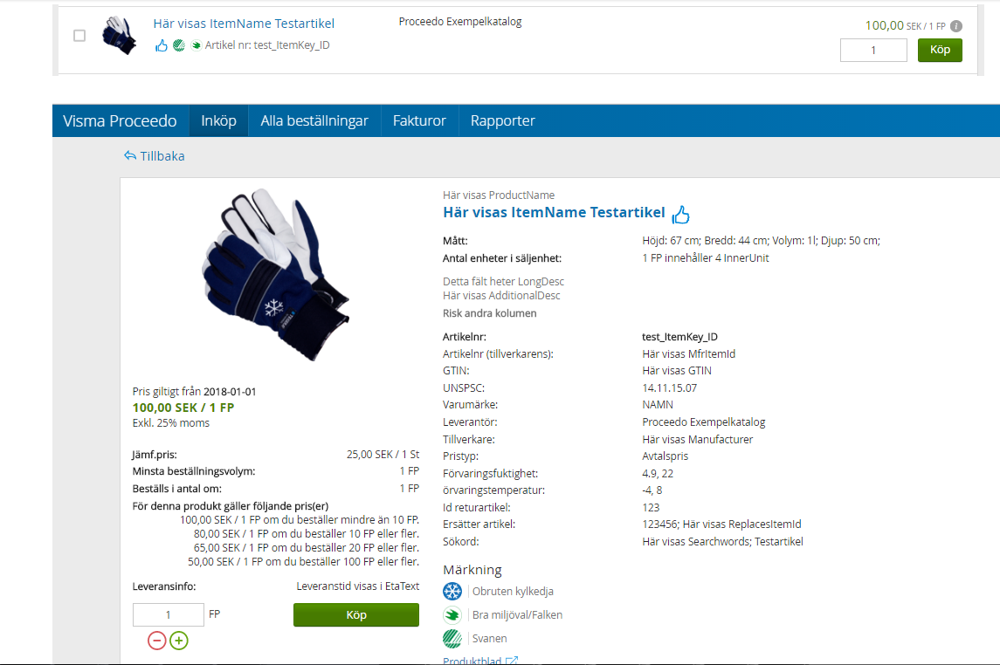 Här visas ItemName Testartikel
Proceedo Exempelkatalog
100,00 SEK / 1 FP
Artikel nr: test_ItemKey_ID
1
Köp
Visma Proceedo
Inköp
Alla beställningar
Fakturor
Rapporter
Tillbaka
Här visas ProductName
Här visas ItemName Testartikel
Mått: Höjd: 67 cm; Bredd: 44 cm; Volym: 1l; Djup: 50 cm;
Antal enheter i säljenhet: 1 FP innehåller 4 InnerUnit
Detta fält heter LongDesc
Här visas AdditionalDesc
Risk andra kolumen
Artikelnr: test_ItemKey_ID
Artikelnr (tillverkarens): Här visas MfrItemId
GTIN: Här visas GTIN
UNSPSC: 14.11.15.07
Varumärke: NAMN
Leverantör: Proceedo Exempelkatalog
Tillverkare: Här visas Manufacturer
Pristyp: Avtalspris
Förvaringsfuktighet: 4.9, 22
örvaringstemperatur: -4, 8
Id returartikel: 123
Ersätter artikel: 123456; Här visas ReplacesItemId
Sökord: Här visas Searchwords; Testartikel
Märkning
Obruten kylkedja
Bra miljöval/Falken
Svanen
Produktblad
Pris giltigt från 2018-01-01
100,00 SEK / 1 FP
Exkl. 25% moms
Jämf.pris: 25,00 SEK / 1 St
Minsta beställningsvolym: 1 FP
Beställs i antal om: 1 FP
För denna produkt gäller följande pris(er)
100,00 SEK / 1 FP om du beställer mindre än 10 FP.
80,00 SEK / 1 FP om du beställer 10 FP eller fler.
65,00 SEK / 1 FP om du beställer 20 FP eller fler.
50,00 SEK / 1 FP om du beställer 100 FP eller fler.
Leveransinfo: Leveranstid visas i EtaText
1 FP
Köp